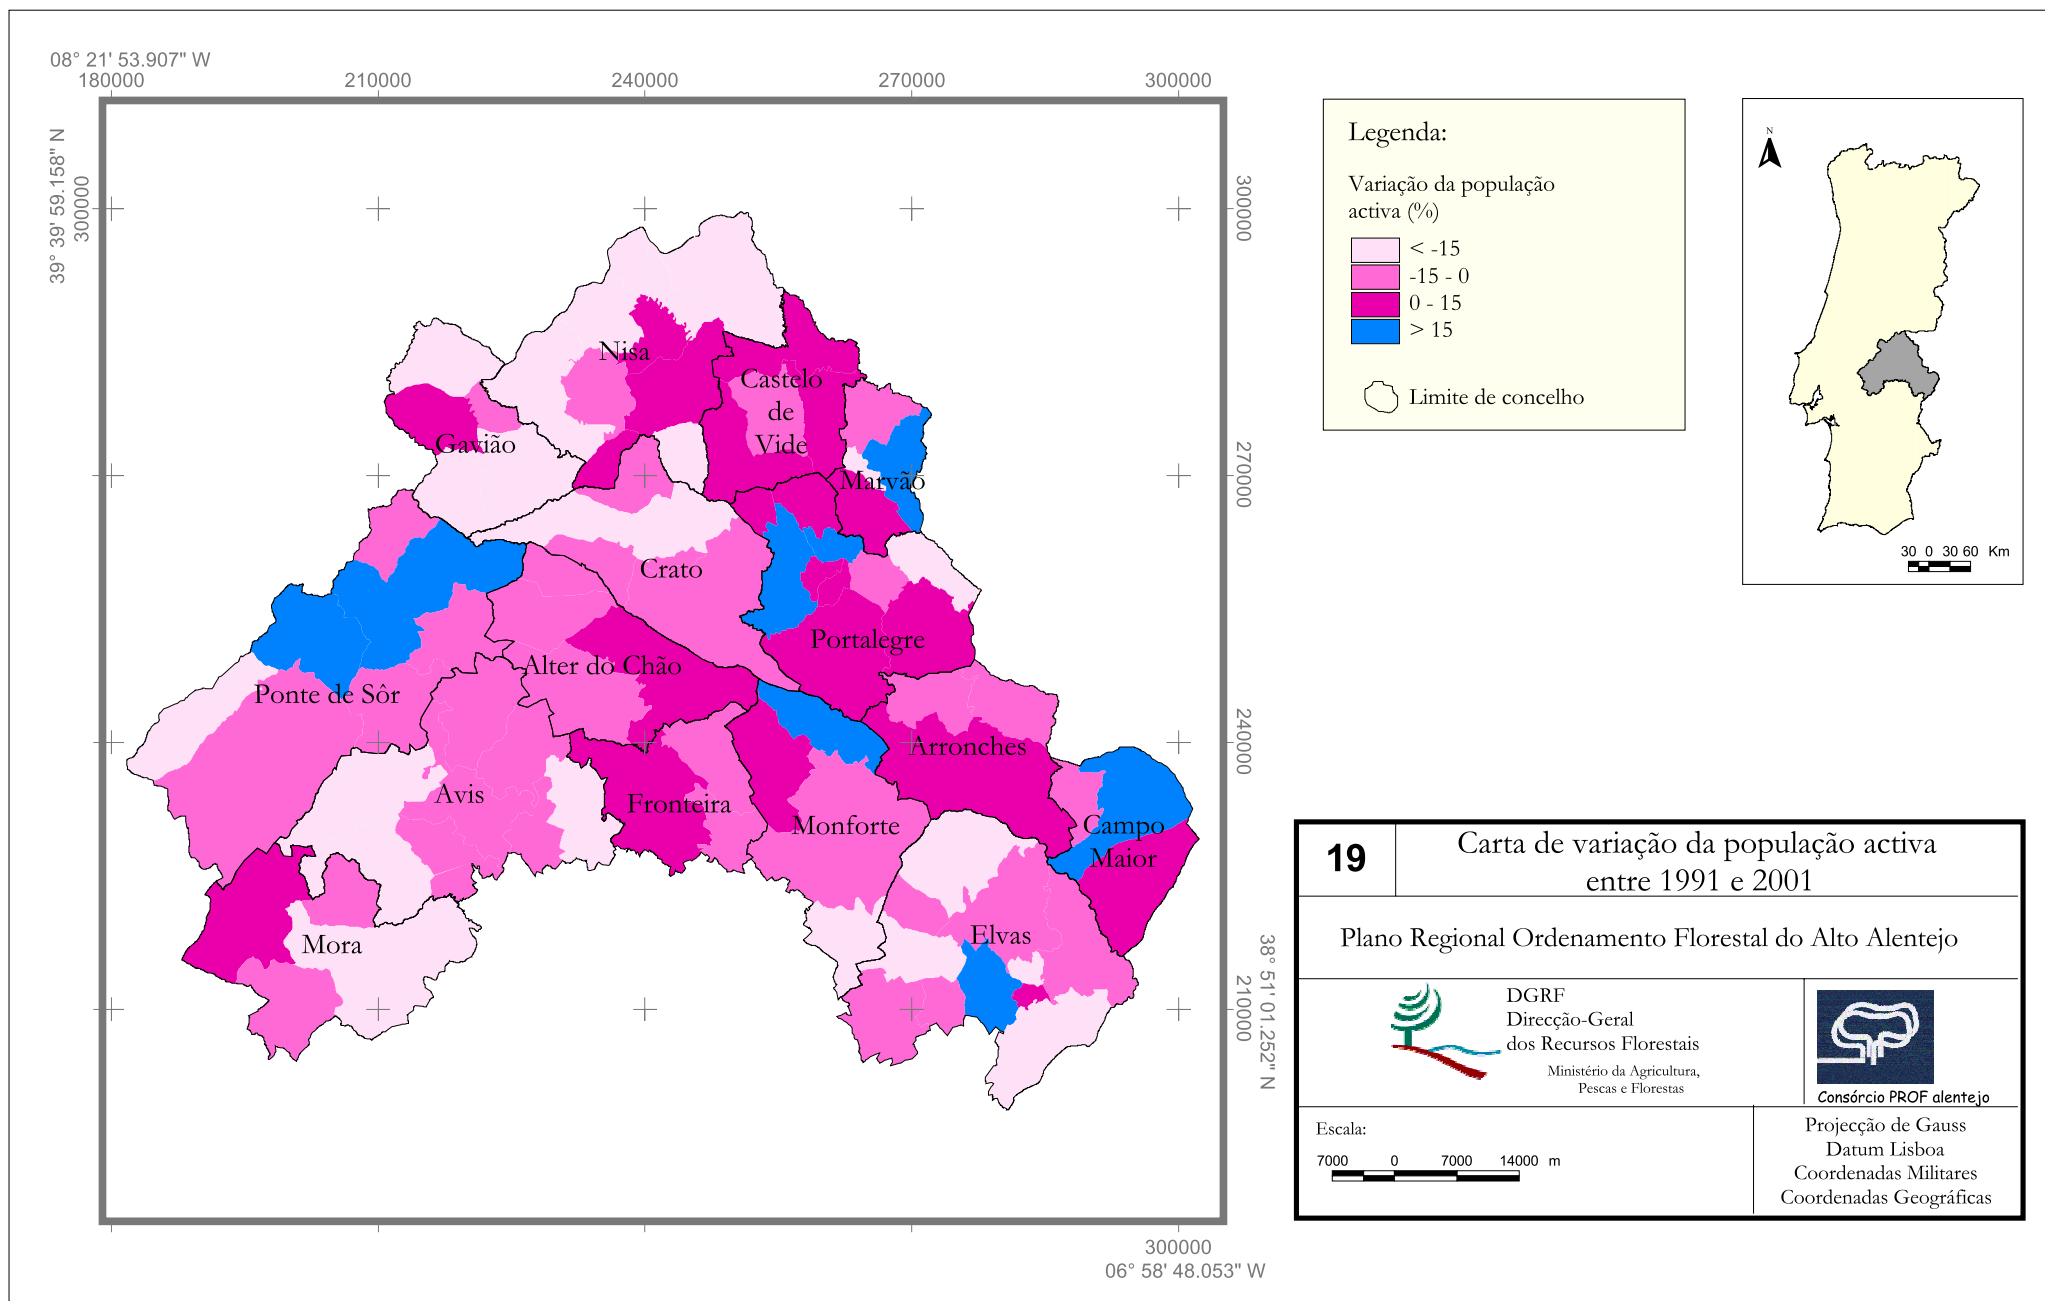 08° 21' 53.907" W
180000
210000
240000
270000
300000
39° 39' 59.158" N
300000
300000
270000
240000
210000
38° 51' 01.252" N
300000
06° 58' 48.053" W
Nisa
Castelo
de
Vide
Gavião
Marvão
Crato
Portalegre
Alter do Chão
Ponte de Sôr
Arronches
Avis
Fronteira
Monforte
Campo
Maior
Mora
Elvas
Legenda:
Variação da população
activa (%)
< -15
-15 - 0
0 - 15
> 15
Limite de concelho
N
30 0 30 60 Km
19
Carta de variação da população activa
entre 1991 e 2001
Plano Regional Ordenamento Florestal do Alto Alentejo
DGRF
Direcção-Geral
dos Recursos Florestais
Ministério da Agricultura,
Pescas e Florestas
Consórcio PROF alentejo
Escala:
7000 0 7000 14000 m
Projecção de Gauss
Datum Lisboa
Coordenadas Militares
Coordenadas Geográficas